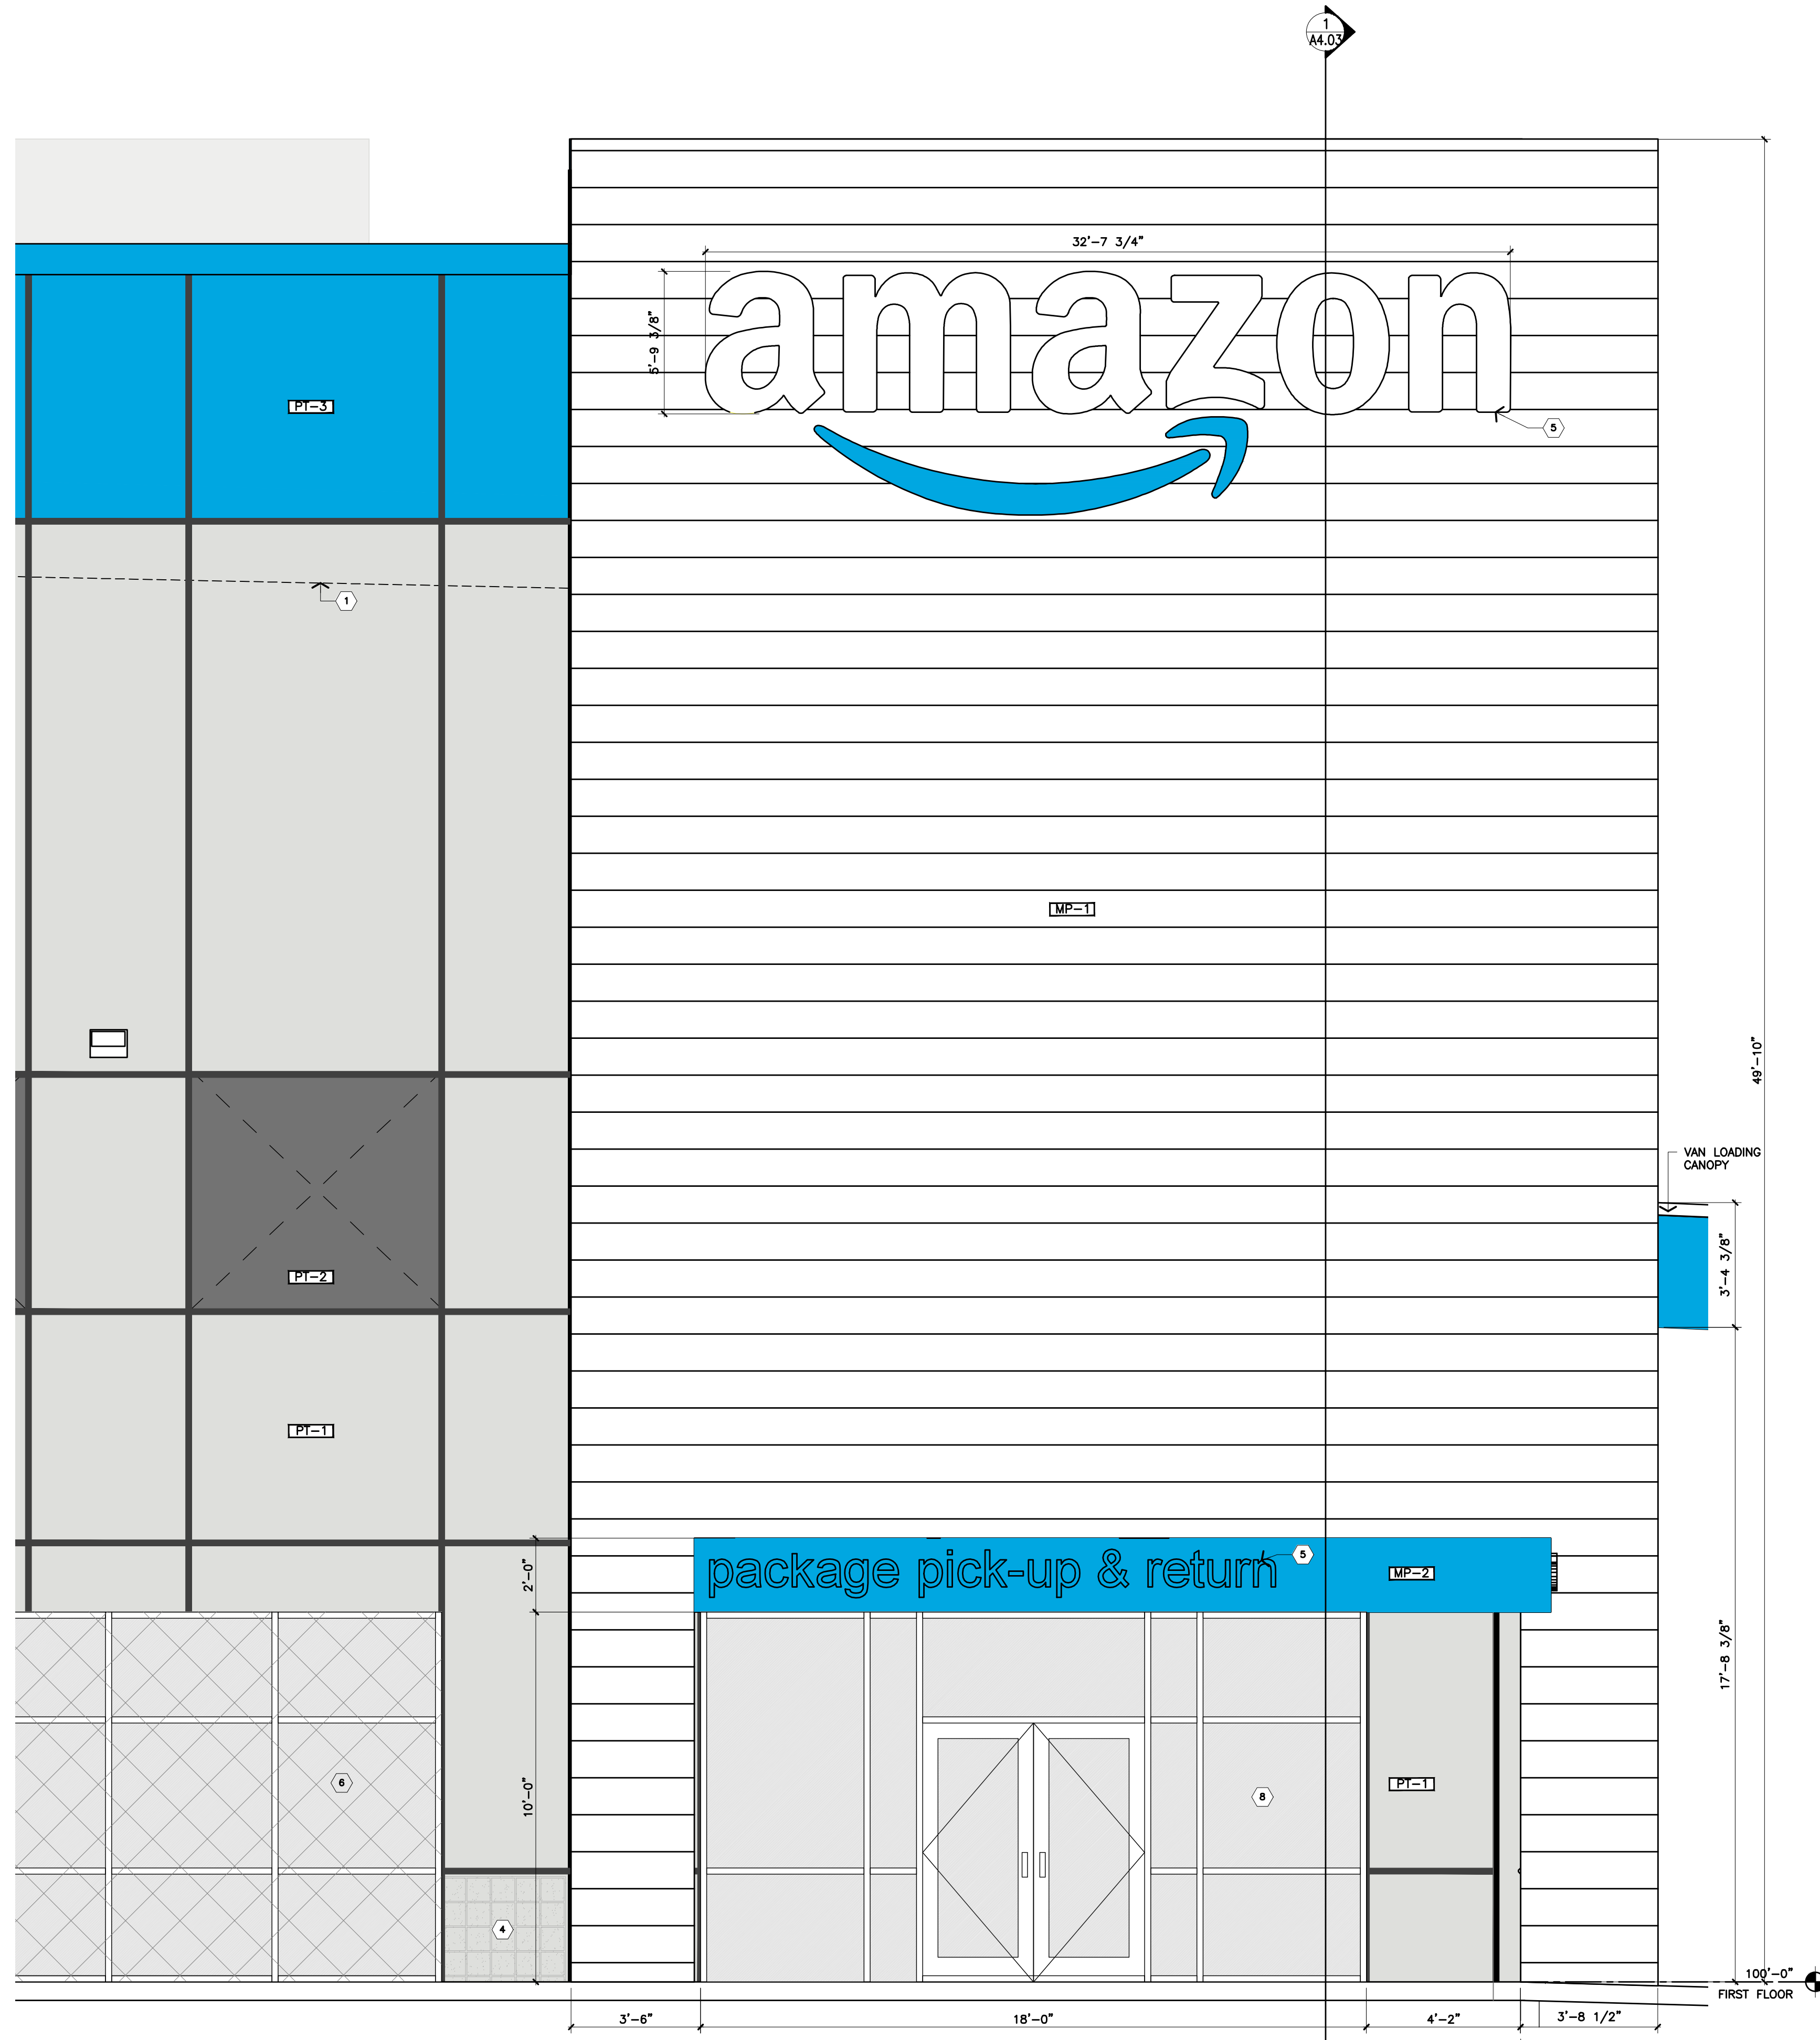 1
A4.03
32'-7 3/4"
5'-9 3/8"
amazon
PT-3
5
1
MP-1
49'-10"
VAN LOADING
CANOPY
3'-4 3/8"
PT-2
PT-1
2'-0"
package pick-up & return
5
MP-2
17'-8 3/8"
6
10'-0"
8
PT-1
4
100'-0"
FIRST FLOOR
3'-6"
18'-0"
4'-2"
3'-8 1/2"